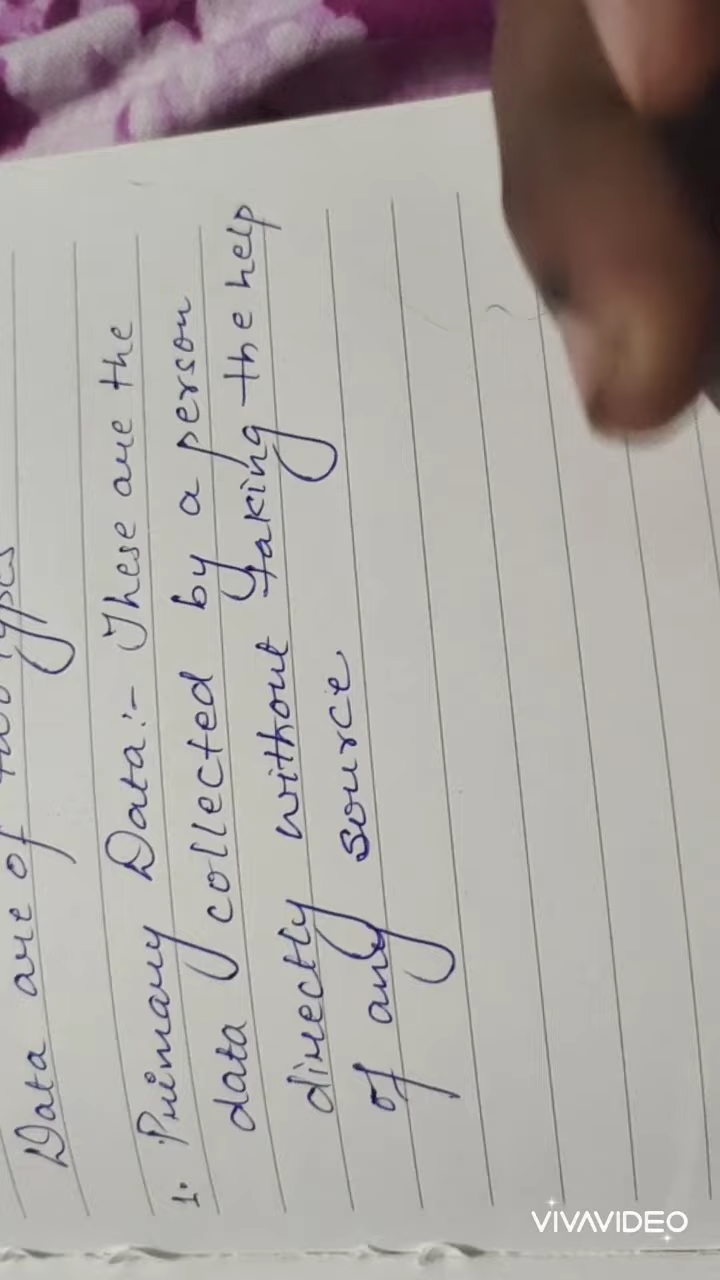 Data are of two types
1. Primary Data:- These are the
data collected by a person
directly without taking the help
of any source
VIVAVIDEO